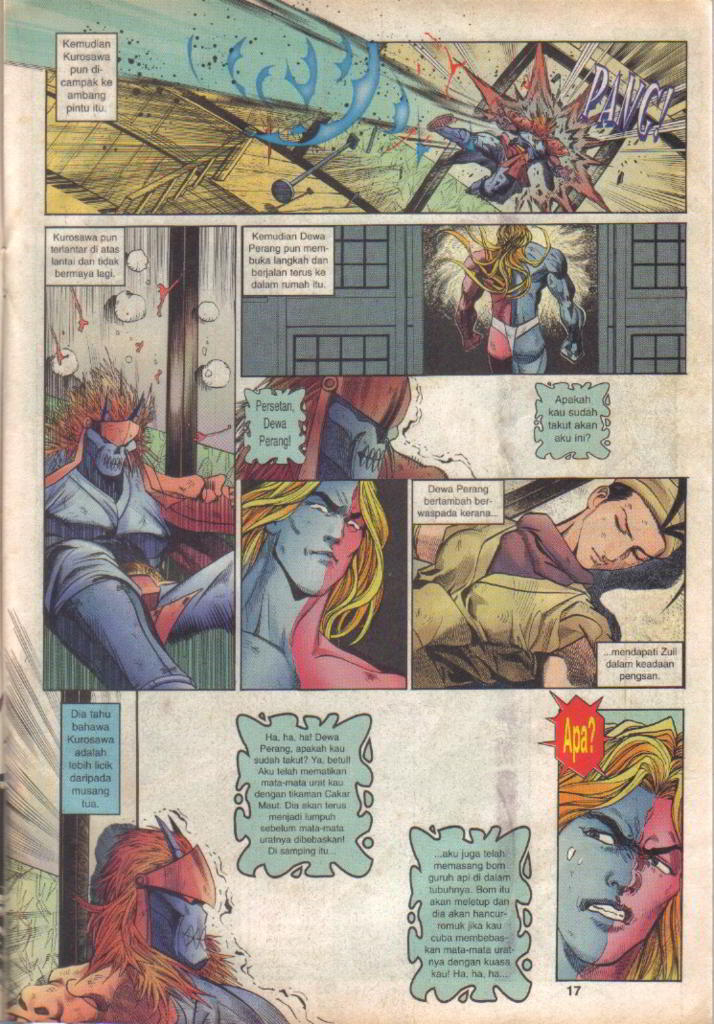 Kemudian
Kurosawa
pun di-
campak ke
ambang
pintu itu.
PANG!
Kurosawa pun
terlantar di atas
lantai dan tidak
bermaya lagi.
Kemudian Dewa
Perang pun mem-
buka langkah dan
berjalan terus ke
dalam rumah itu.
Persetan,
Dewa
Perang!
Apakah
kau sudah
takut akan
aku ini?
Dewa Perang
bertambah ber-
waspada kerana...
...mendapati Zuil
dalam keadaan
pengsan.
Dia tahu
bahawa
Kurosawa
adalah
lebih licik
daripada
musang
tua.
Ha, ha, ha! Dewa
Perang, apakah kau
sudah takut? Ya, betul!
Aku telah mematikan
mata-mata urat kau
dengan tikaman Cakar
Maut. Dia akan terus
menjadi lumpuh
sebelum mata-mata
uratnya dibebaskan!
Di samping itu...
Apa?
...aku juga telah
memasang bom
guruh api di dalam
tubuhnya. Bom itu
akan meletup dan
dia akan hancur-
romuk jika kau
cuba membebas-
kan mata-mata urat-
nya dengan kuasa
kau! Ha, ha, ha...
17